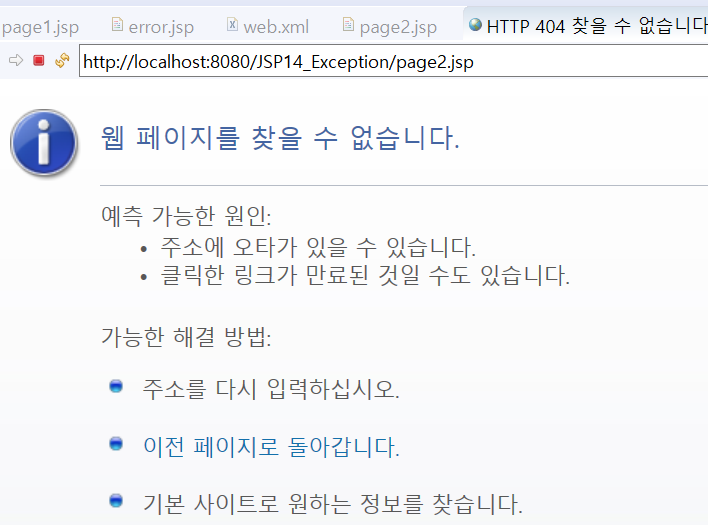 page1.jsp error.jsp web.xml page2.jsp HTTP 404 찾을 수 없습니다
http://localhost:8080/JSP14_Exception/page2.jsp
웹 페이지를 찾을 수 없습니다.
예측 가능한 원인:
• 주소에 오타가 있을 수 있습니다.
• 클릭한 링크가 만료된 것일 수도 있습니다.
가능한 해결 방법:
주소를 다시 입력하십시오.
이전 페이지로 돌아갑니다.
기본 사이트로 원하는 정보를 찾습니다.